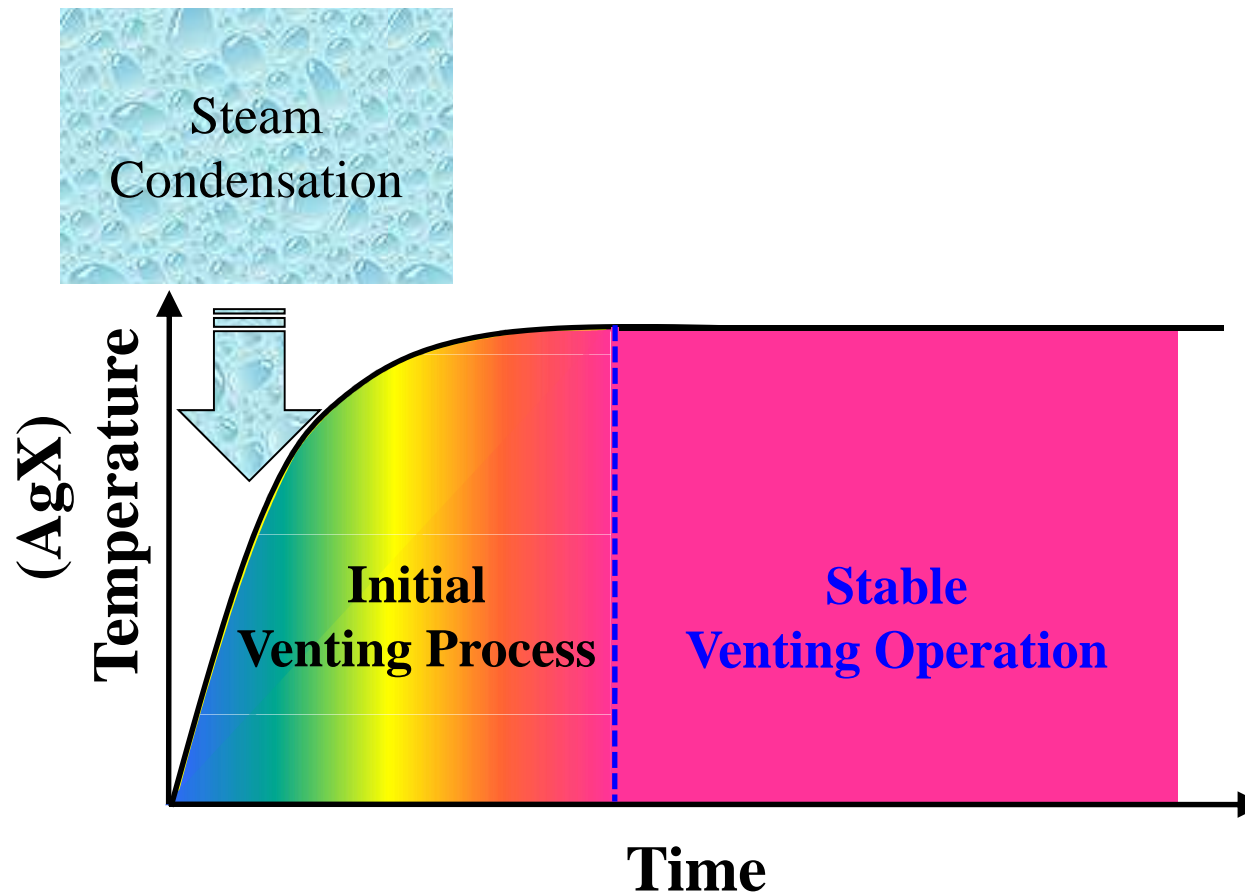 Steam
Condensation
(AgX)
Temperature
Initial
Venting Process
Stable
Venting Operation
Time